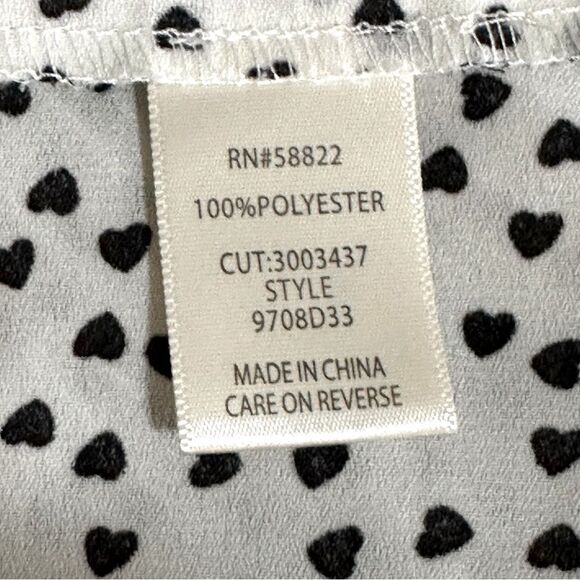 RN#58822
100%POLYESTER
CUT:3003437
STYLE
9708D33
MADE IN CHINA
CARE ON REVERSE